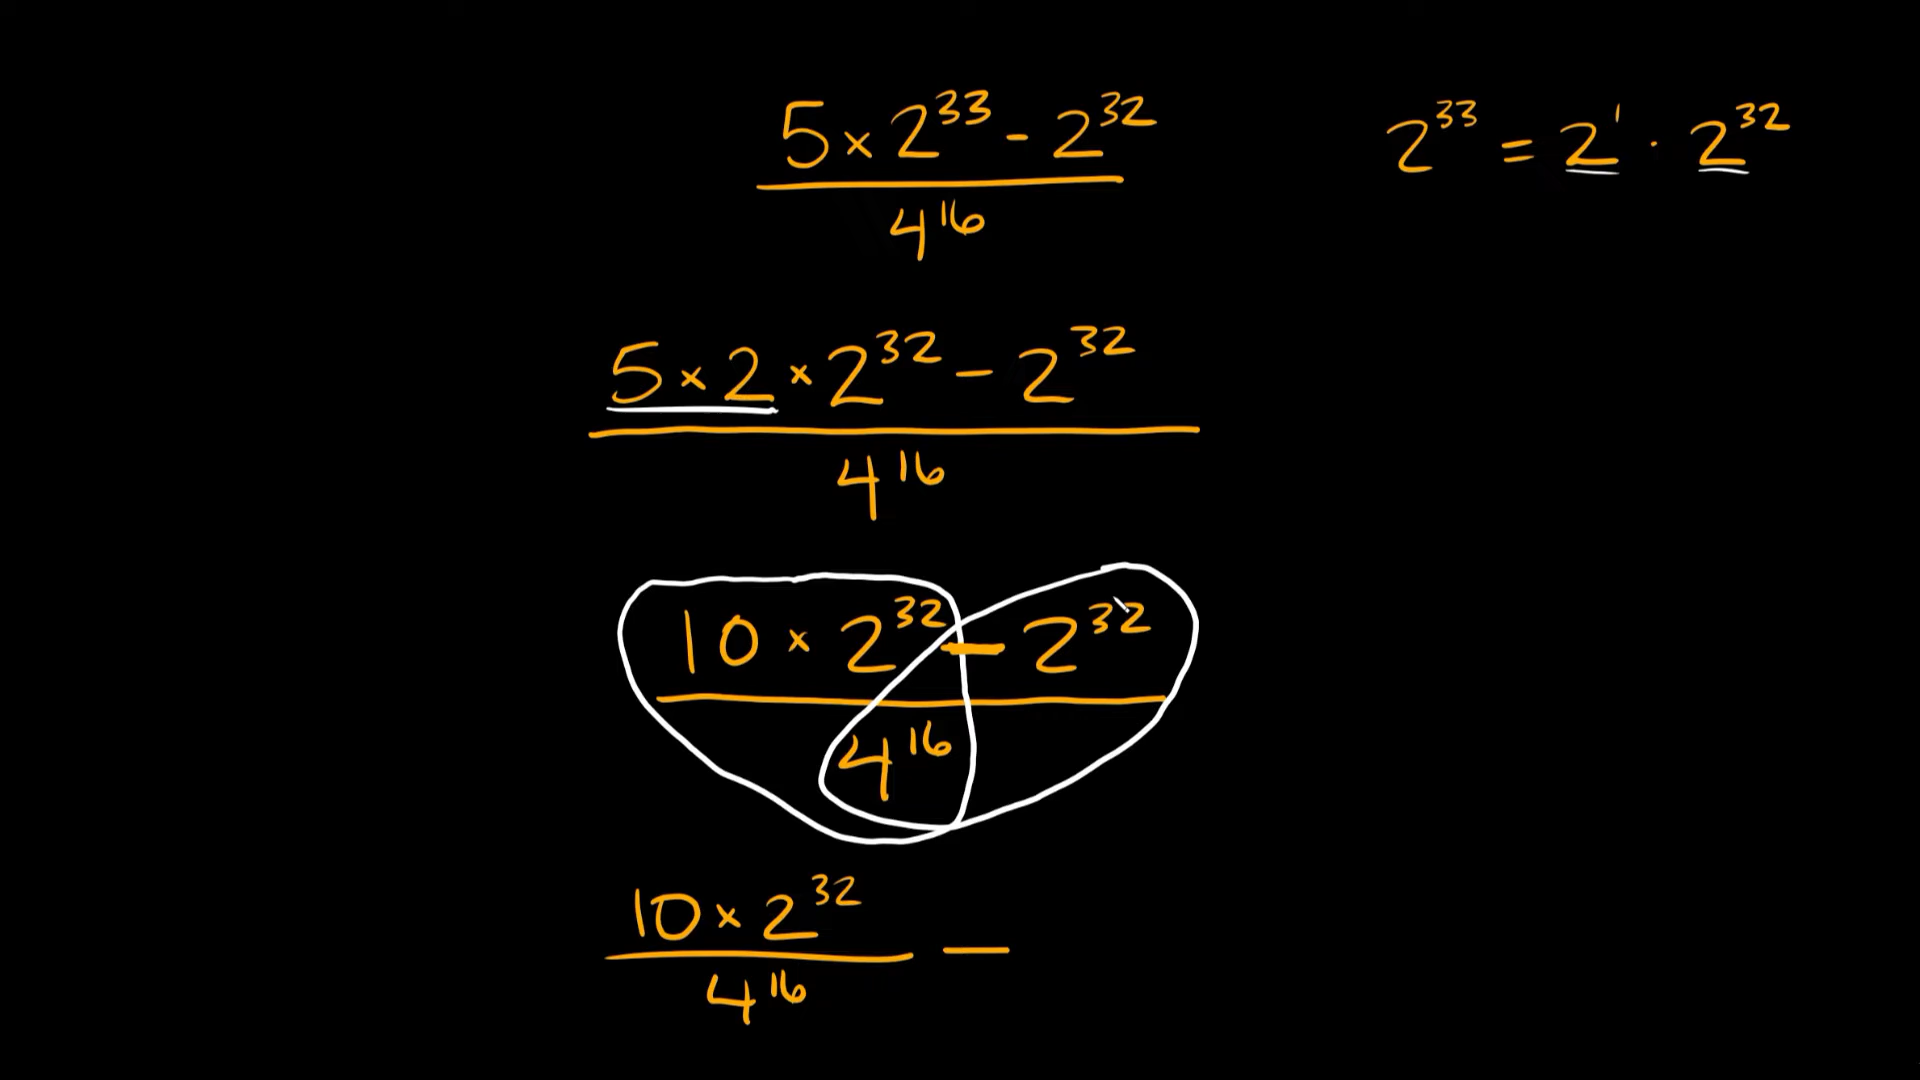 5 × 2^33 - 2^32
4^16
2^33 = 2^1 · 2^32
5 × 2 × 2^32 - 2^32
4^16
10 × 2^32 - 2^32
4^16
10 × 2^32 -
4^16